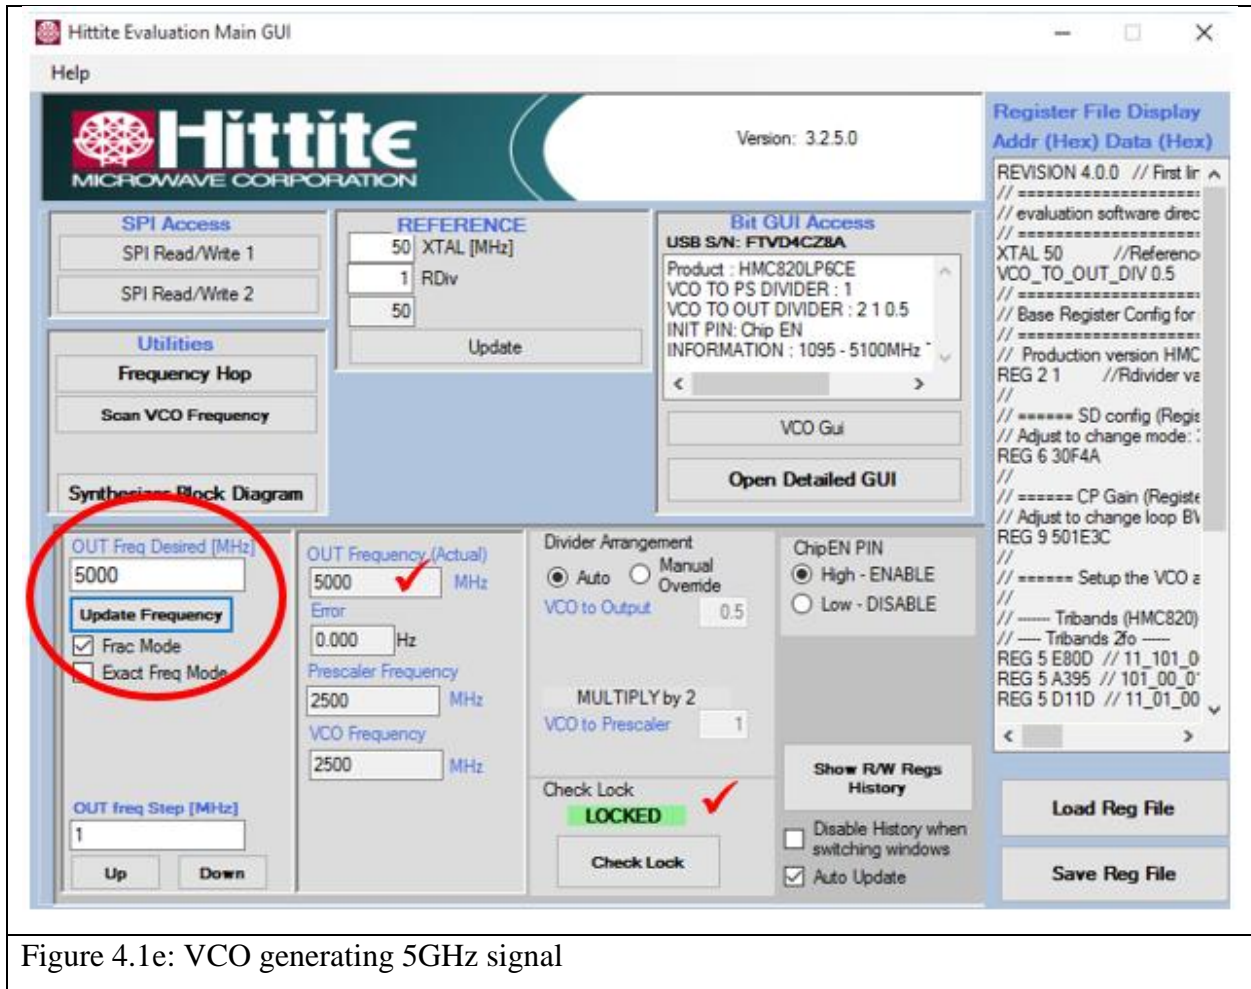 Hittite Evaluation Main GUI
Help
Hittite
MICROWAVE CORPORATION
Version: 3.2.5.0
SPI Access
SPI Read/Write 1
SPI Read/Write 2
Utilities
Frequency Hop
Scan VCO Frequency
Synthesizer Block Diagram
REFERENCE
50 XTAL [MHz]
1 RDiv
50
Update
Bit GUI Access
USB S/N: FTVD4CZ8A
Product : HMC820LP6CE
VCO TO PS DIVIDER : 1
VCO TO OUT DIVIDER : 2 1 0.5
INIT PIN: Chip EN
INFORMATION : 1095 - 5100MHz
VCO Gui
Open Detailed GUI
Register File Display
Addr (Hex) Data (Hex)
REVISION 4.0.0 // First lir
// =====================
// evaluation software direc
// =====================
XTAL 50 //Referenc
VCO_TO_OUT_DIV 0.5
// =====================
// Base Register Config for
// =====================
// Production version HMC
REG 2 1 //Rdivider va
//
// ====== SD config (Regis
// Adjust to change mode: :
REG 6 30F4A
//
// ====== CP Gain (Registe
// Adjust to change loop BV
REG 9 501E3C
//
// ====== Setup the VCO a
//
// ------ Tribands (HMC820)
// ---- Tribands 2fo -----
REG 5 E80D // 11_101_0
REG 5 A395 // 101_00_0
REG 5 D11D // 11_01_00
Load Reg File
Save Reg File
OUT Freq Desired [MHz]
5000
Update Frequency
Frac Mode
Exact Freq Mode
OUT freq Step [MHz]
1
Up Down
OUT Frequency (Actual)
5000 MHz
Error
0.000 Hz
Prescaler Frequency
2500 MHz
VCO Frequency
2500 MHz
Divider Arrangement
Auto Manual
Override
VCO to Output 0.5
MULTIPLY by 2
VCO to Prescaler 1
Check Lock
LOCKED
Check Lock
ChipEN PIN
High - ENABLE
Low - DISABLE
Show R/W Regs
History
Disable History when
switching windows
Auto Update
Figure 4.1e: VCO generating 5GHz signal